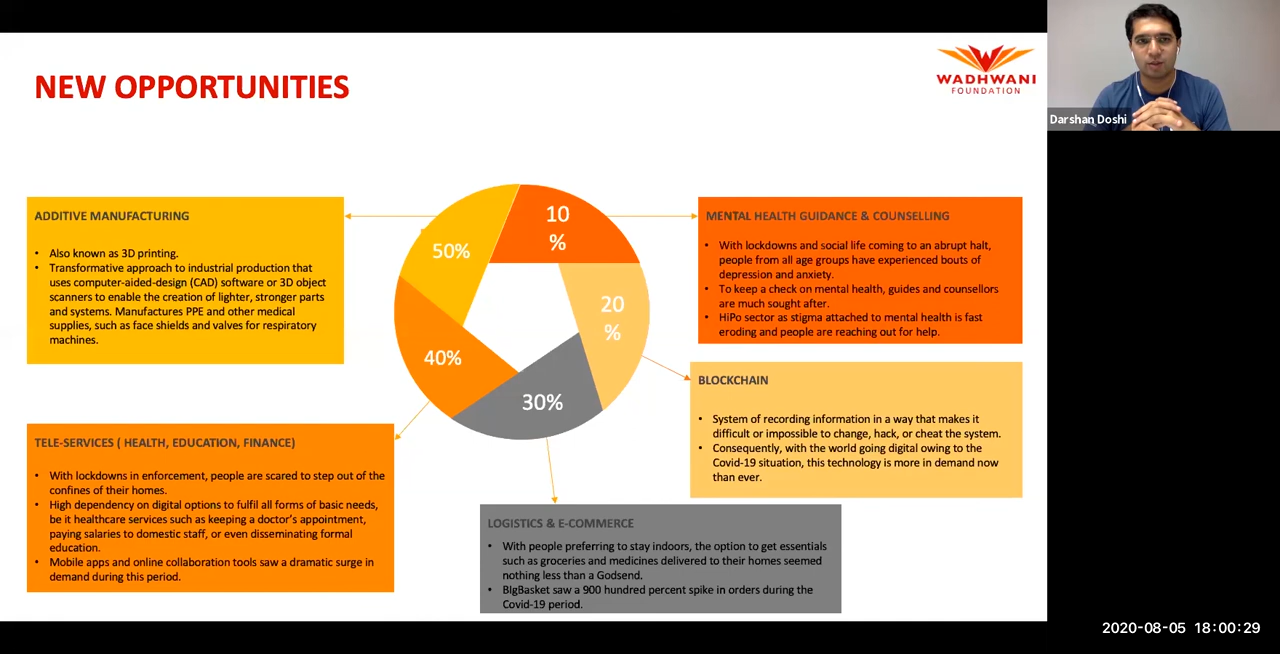 NEW OPPORTUNITIES
WADHWANI
FOUNDATION
Darshan Doshi
ADDITIVE MANUFACTURING
• Also known as 3D printing.
• Transformative approach to industrial production that
uses computer-aided-design (CAD) software or 3D object
scanners to enable the creation of lighter, stronger parts
and systems. Manufactures PPE and other medical
supplies, such as face shields and valves for respiratory
machines.
50%
10
%
20
%
40%
30%
MENTAL HEALTH GUIDANCE & COUNSELLING
• With lockdowns and social life coming to an abrupt halt,
people from all age groups have experienced bouts of
depression and anxiety.
• To keep a check on mental health, guides and counsellors
are much sought after.
• HiPo sector as stigma attached to mental health is fast
eroding and people are reaching out for help.
BLOCKCHAIN
• System of recording information in a way that makes it
difficult or impossible to change, hack, or cheat the system.
• Consequently, with the world going digital owing to the
Covid-19 situation, this technology is more in demand now
than ever.
TELE-SERVICES ( HEALTH, EDUCATION, FINANCE)
• With lockdowns in enforcement, people are scared to step out of the
confines of their homes.
• High dependency on digital options to fulfil all forms of basic needs,
be it healthcare services such as keeping a doctor's appointment,
paying salaries to domestic staff, or even disseminating formal
education.
• Mobile apps and online collaboration tools saw a dramatic surge in
demand during this period.
LOGISTICS & E-COMMERCE
• With people preferring to stay indoors, the option to get essentials
such as groceries and medicines delivered to their homes seemed
nothing less than a Godsend.
• BIgBasket saw a 900 hundred percent spike in orders during the
Covid-19 period.
2020-08-05 18:00:29